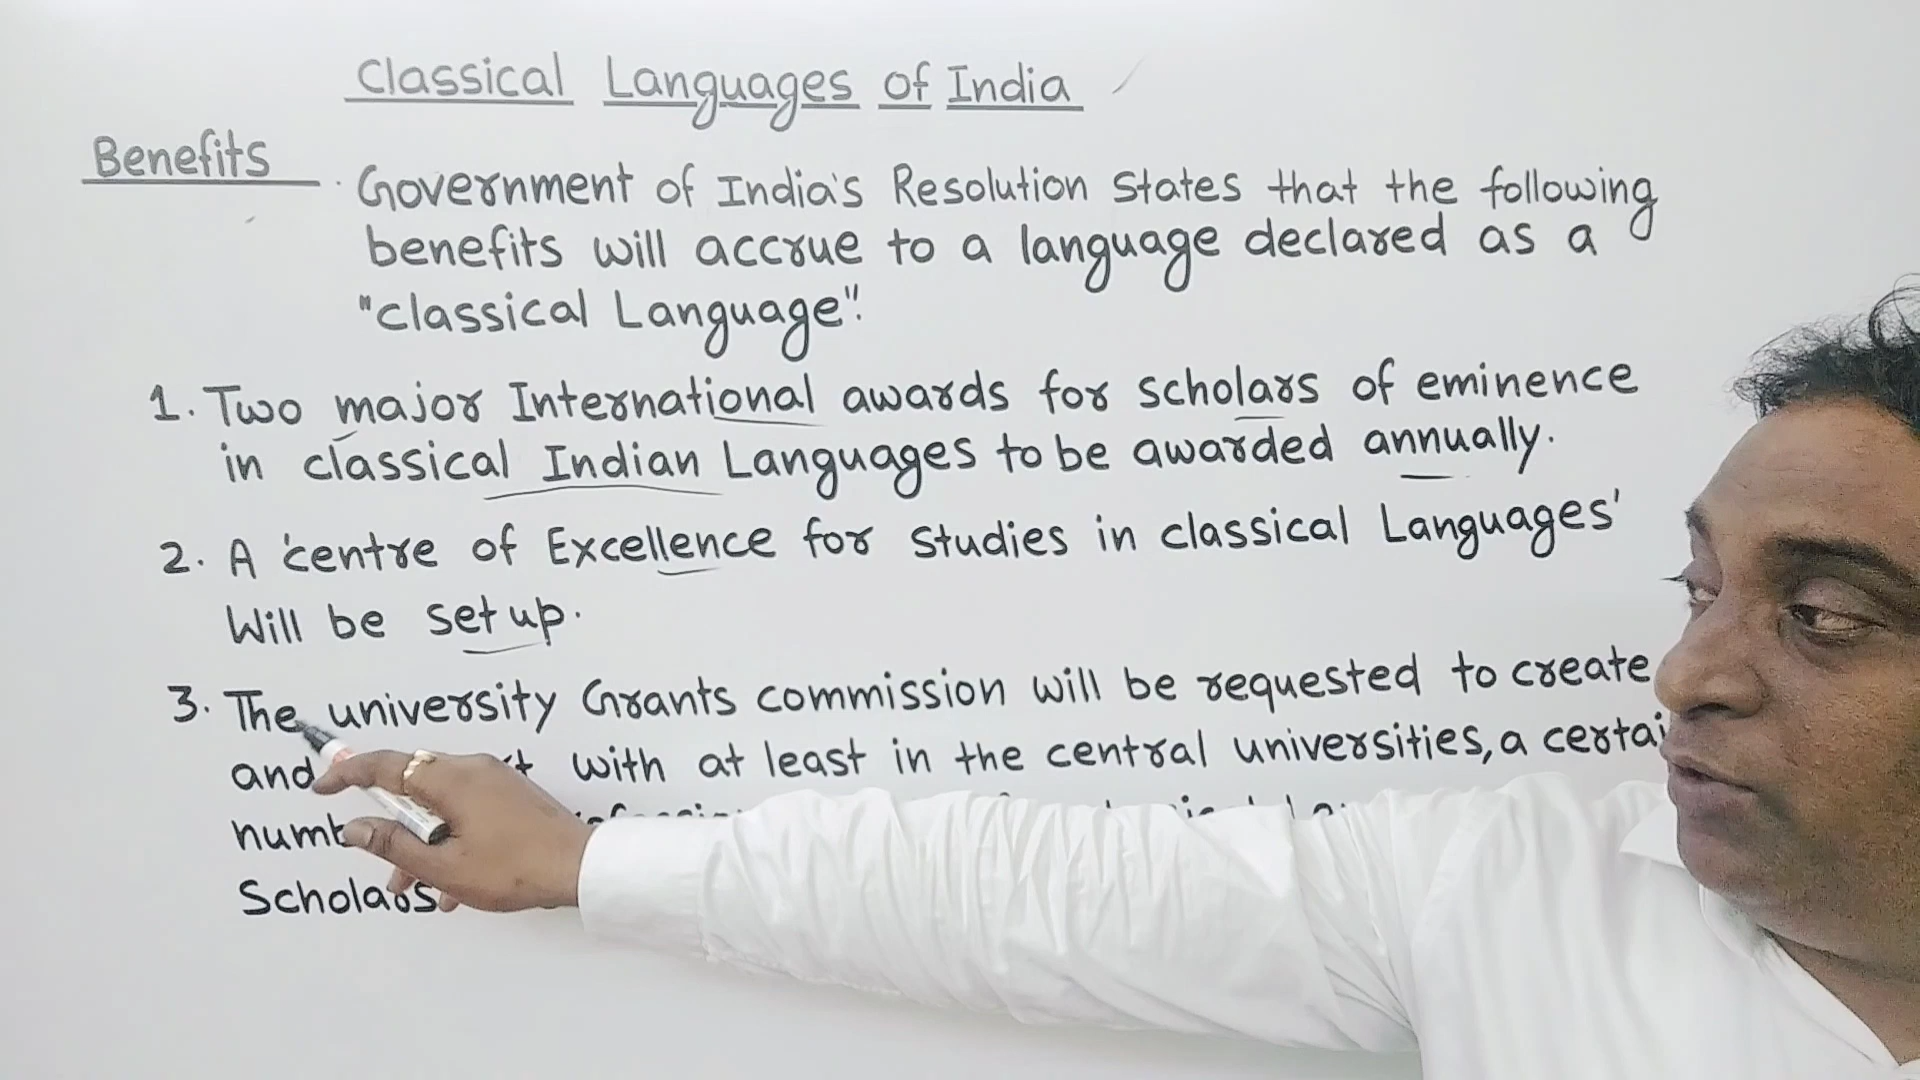 Classical Languages of India
Benefits
Government of India's Resolution States that the following
benefits will accrue to a language declared as a
"classical Language".
1. Two major International awards for scholars of eminence
in classical Indian Languages to be awarded annually.
2. A 'centre of Excellence for Studies in classical Languages'
Will be set up.
3. The university Grants commission will be requested to create
and with at least in the central universities, a
Scholars